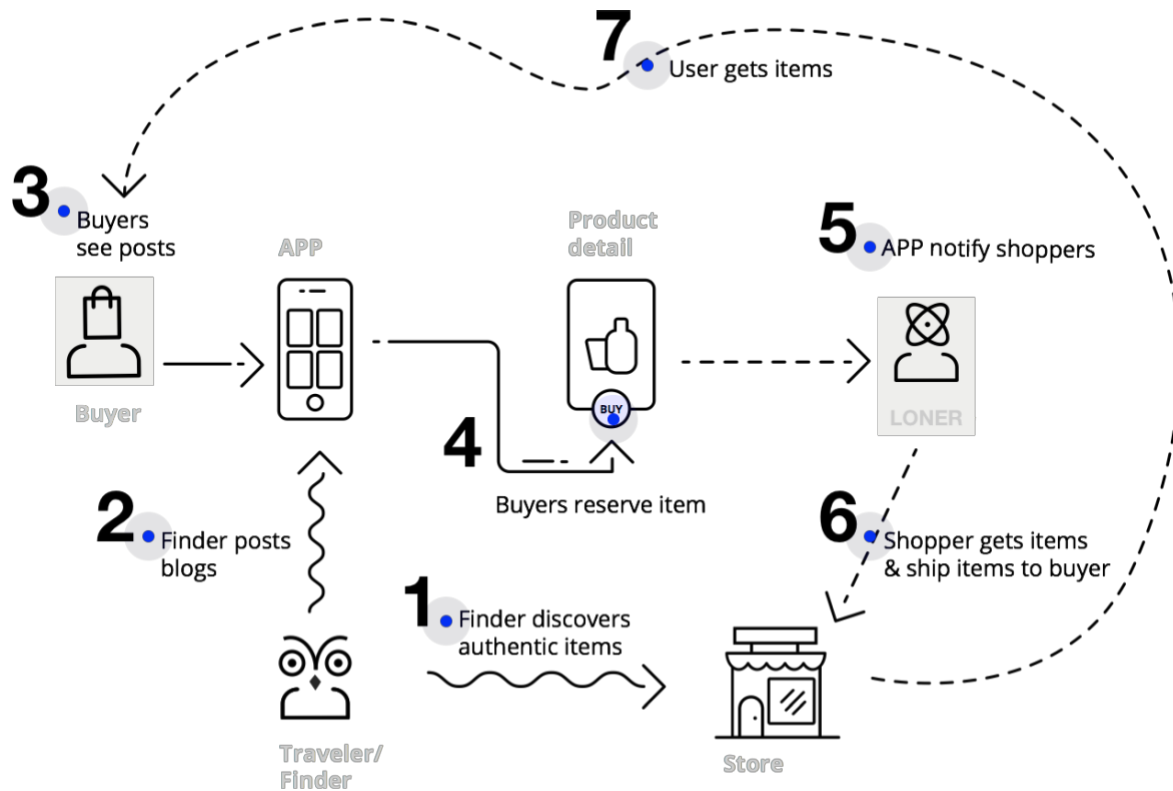 7
User gets items
3
Buyers
see posts
APP
Product
detail
5
APP notify shoppers
Buyer
BUY
LONER
4
Buyers reserve item
2
Finder posts
blogs
6
Shopper gets items
& ship items to buyer
1
Finder discovers
authentic items
Traveler/
Finder
Store